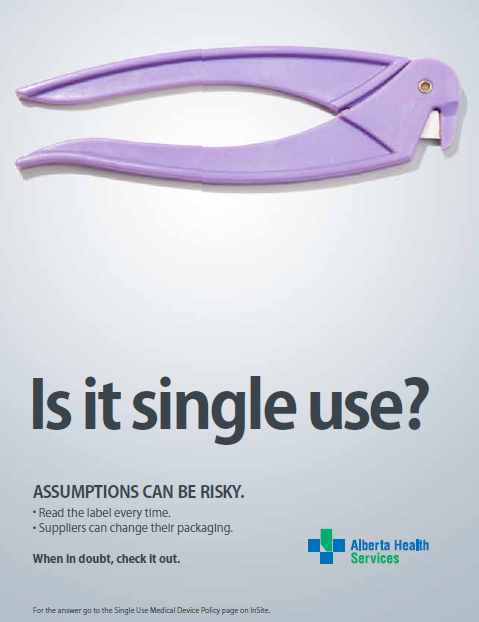 Is it single use?
ASSUMPTIONS CAN BE RISKY.
• Read the label every time.
• Suppliers can change their packaging.
When in doubt, check it out.
Alberta Health
Services
For the answer go to the Single Use Medical Device Policy page on InSite.